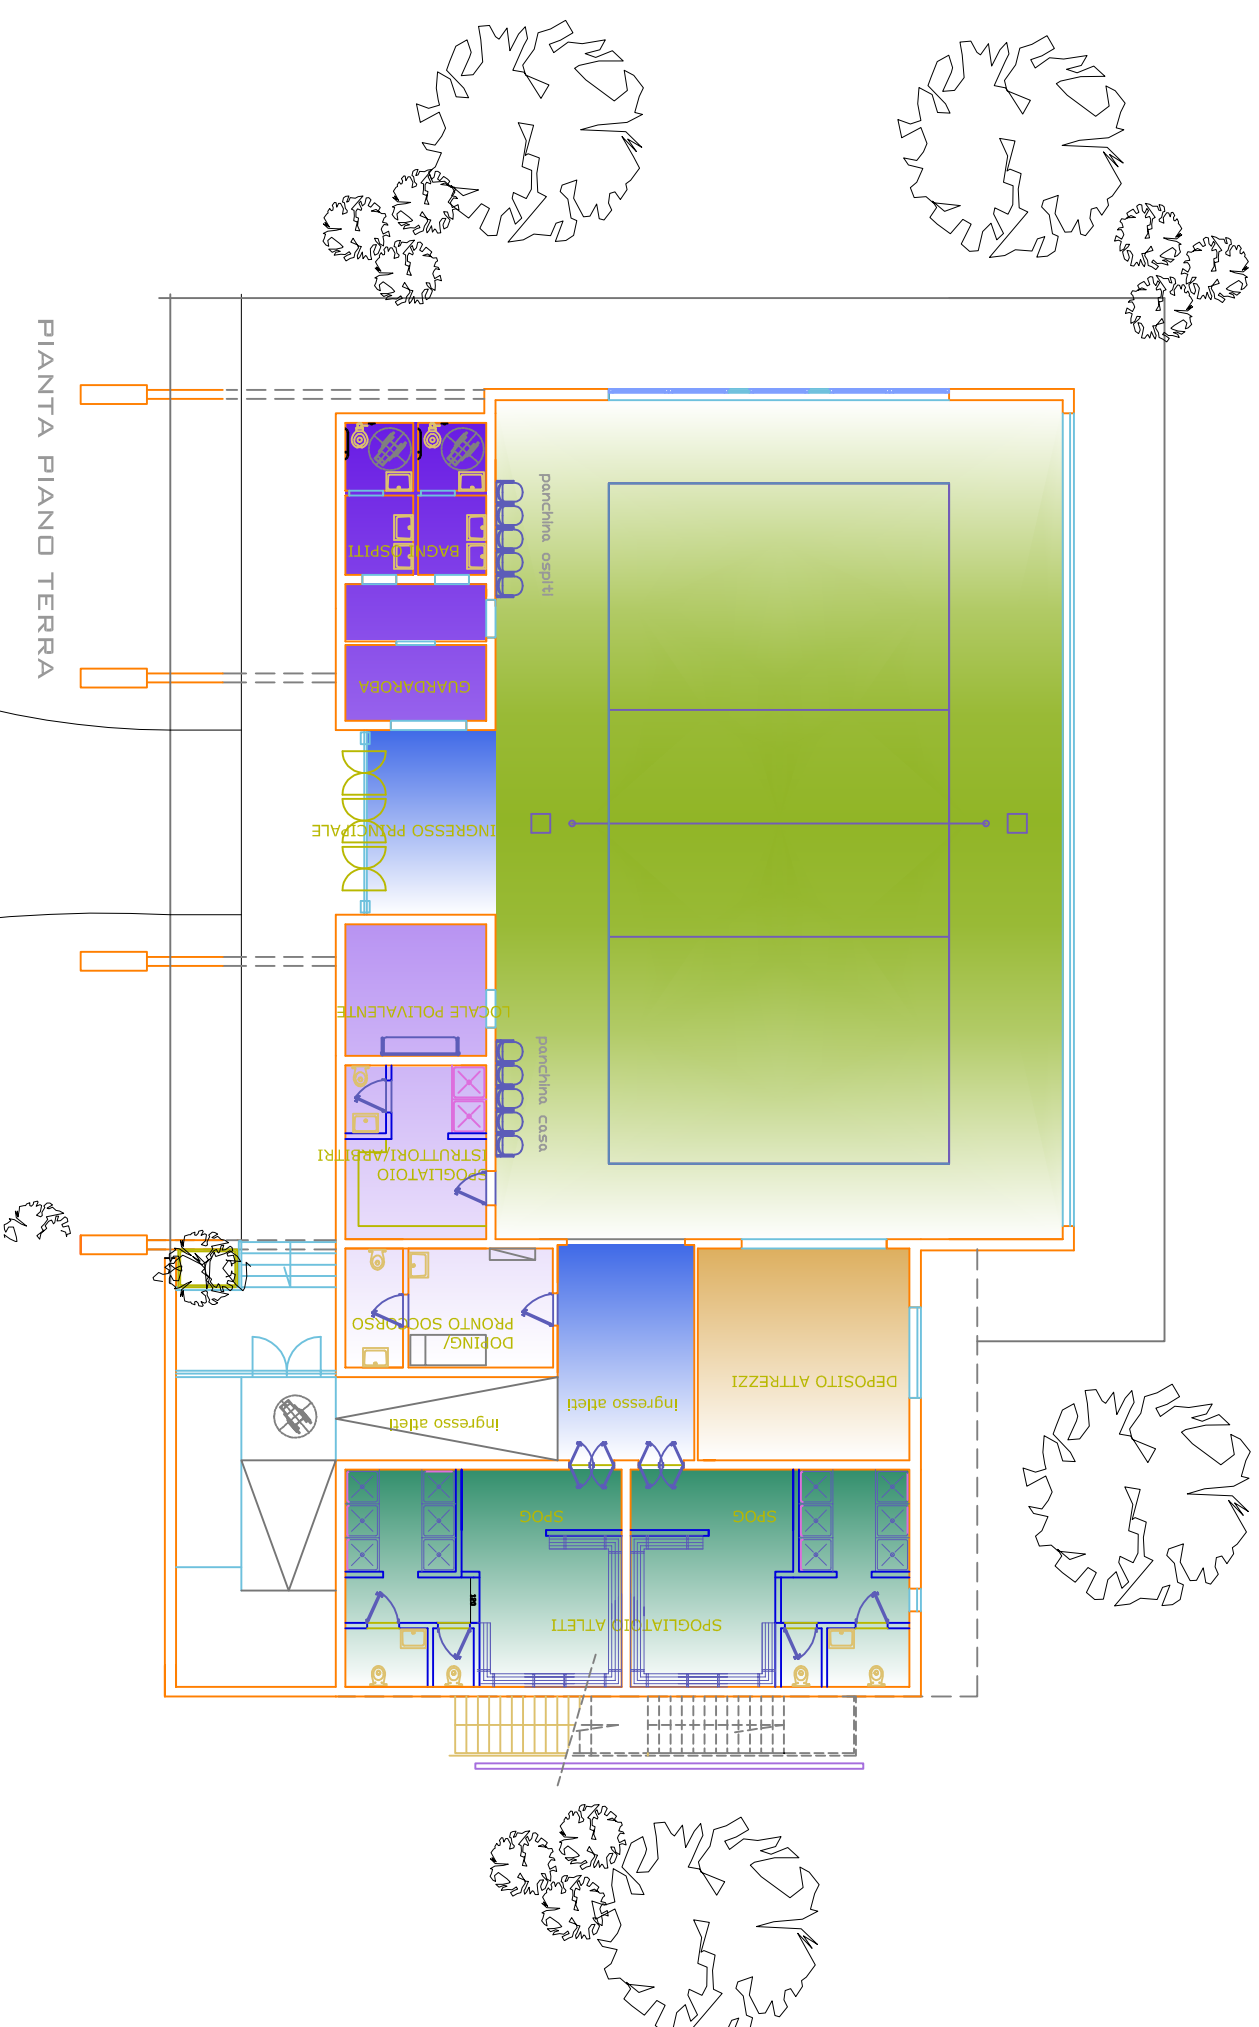 PIANTA PIANO TERRA
BAGNI OSPITI
panchina ospiti
GUARDAROBA
INGRESSO PRINCIPALE
LOCALE POLIVALENTE
panchina casa
SPOGLIATOIO
ISTRUTTORI/ARBITRI
DOPING/
PRONTO SOCCORSO
DEPOSITO ATTREZZI
ingresso atleti
ingresso atleti
SPOG
SPOG
SPOGLIATOIO ATLETI